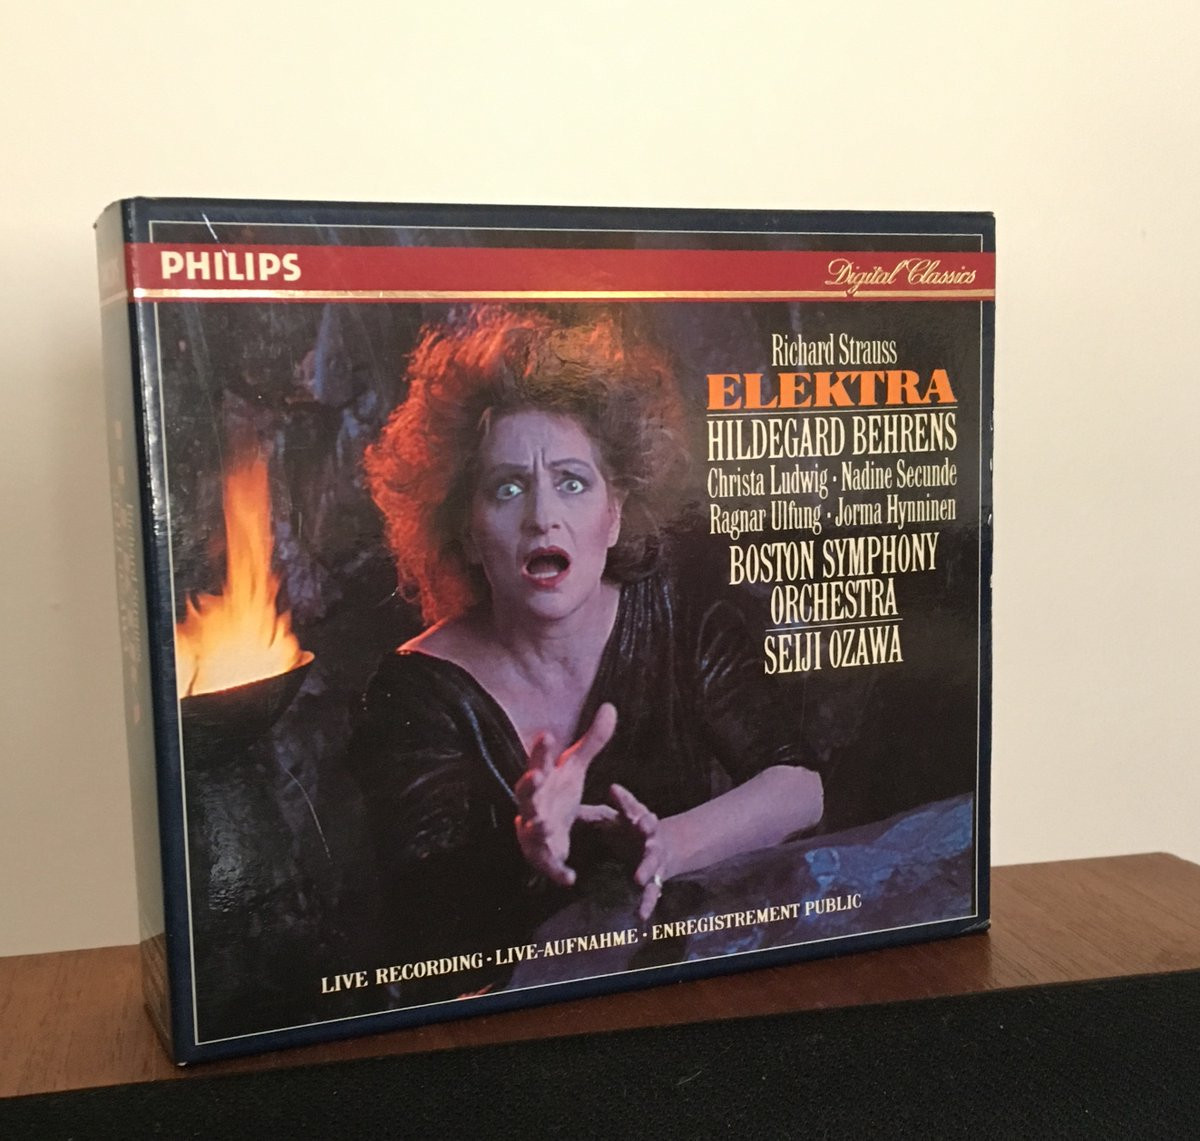 PHILIPS
Digital Classics
Richard Strauss
ELEKTRA
HILDEGARD BEHRENS
Christa Ludwig · Nadine Secunde
Ragnar Ulfung · Jorma Hynninen
BOSTON SYMPHONY
ORCHESTRA
SEIJI OZAWA
LIVE RECORDING · LIVE-AUFNAHME · ENREGISTREMENT PUBLIC